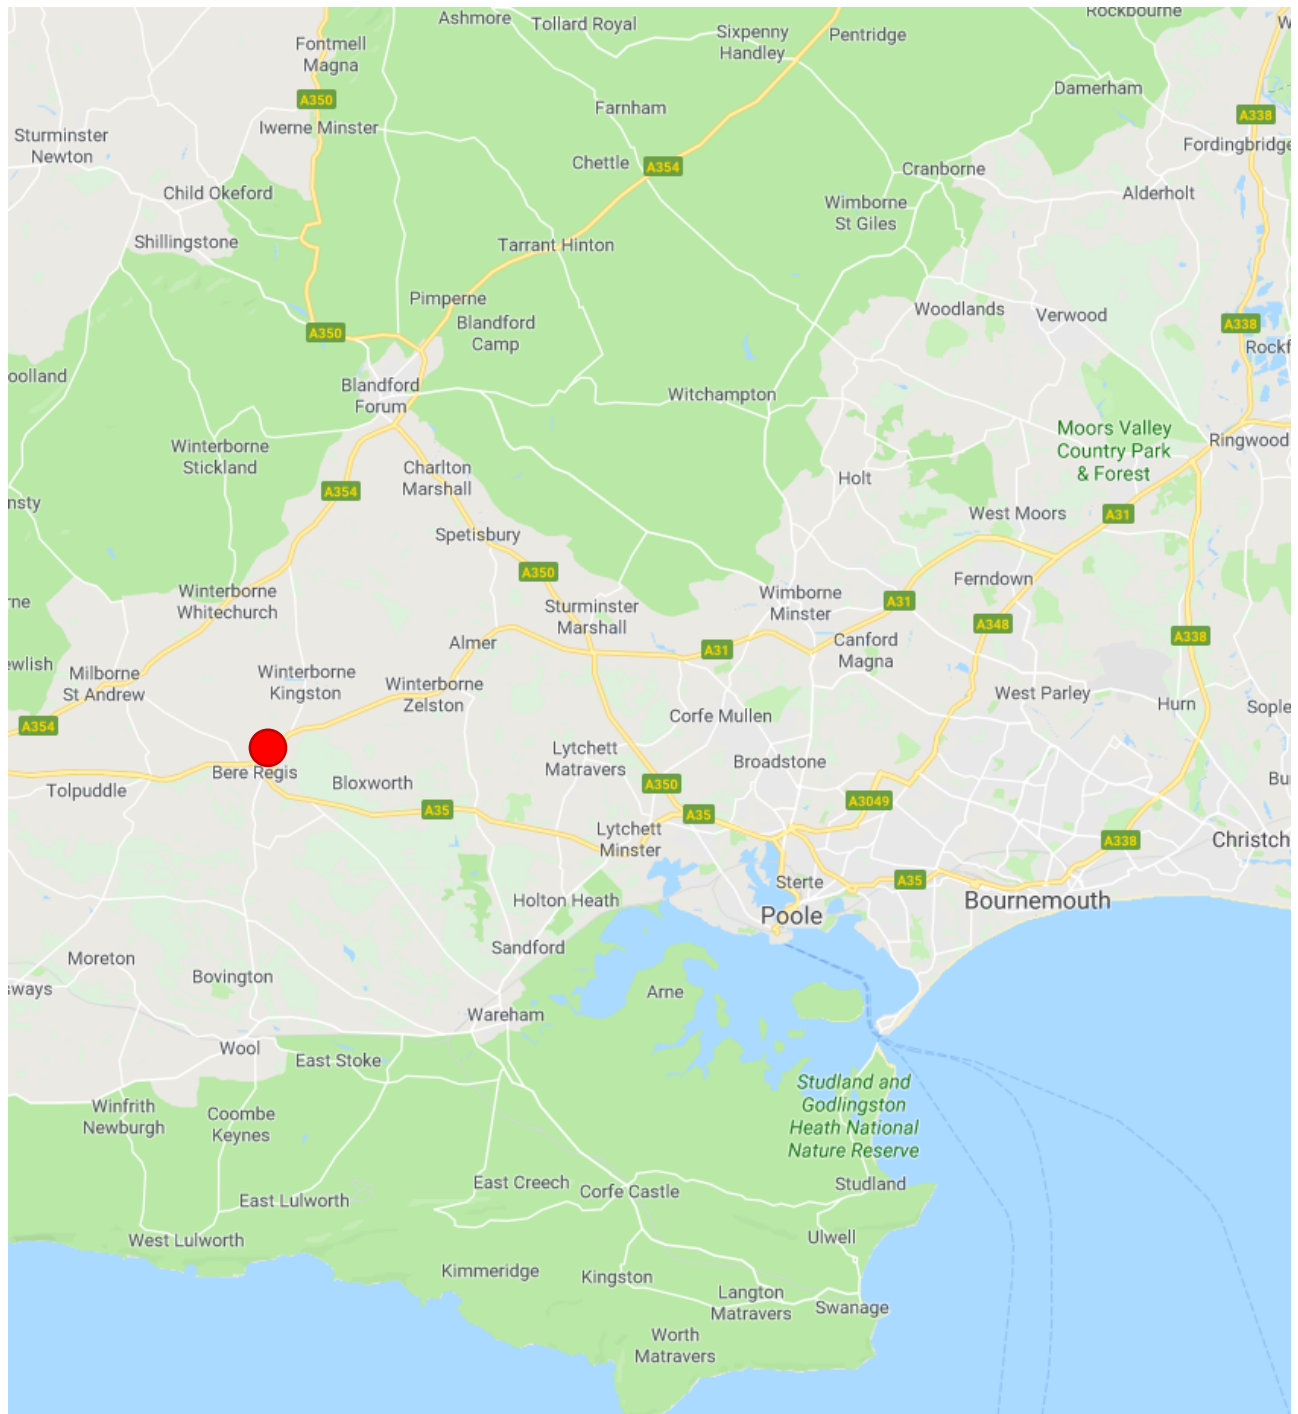 Ashmore
Tollard Royal
Sixpenny
Handley
Pentridge
Rockbourne
Fontmell
Magna
A350
Damerham
Farnham
A338
Iwerne Minster
Sturminster
Newton
Fordingbridge
Chettle
A354
Cranborne
Child Okeford
Alderholt
Wimborne
St Giles
Shillingstone
Tarrant Hinton
Pimperne
Woodlands
Verwood
Blandford
Camp
A350
A338
Rockf
oolland
Blandford
Forum
Witchampton
Moors Valley
Country Park
& Forest
Ringwood
Winterborne
Stickland
Charlton
Marshall
Holt
A354
nsty
West Moors
A31
Spetisbury
A350
Ferndown
Winterborne
Whitechurch
rne
Sturminster
Marshall
Wimborne
Minster
A31
A348
A338
Almer
A31
Canford
Magna
ewlish
Milborne
St Andrew
Winterborne
Kingston
Winterborne
Zelston
West Parley
Hurn
Sople
Corfe Mullen
A354
Lytchett
Matravers
Broadstone
Bere Regis
Bloxworth
A350
Bu
Tolpuddle
A35
A35
A3049
Lytchett
Minster
A338
Christch
Sterte
A35
Holton Heath
Poole
Bournemouth
Sandford
Moreton
Bovington
sways
Arne
Wareham
Wool
East Stoke
Studland and
Godlingston
Heath National
Nature Reserve
Winfrith
Newburgh
Coombe
Keynes
East Creech
Corfe Castle
Studland
East Lulworth
West Lulworth
Ulwell
Kimmeridge
Kingston
Langton
Matravers
Swanage
Worth
Matravers